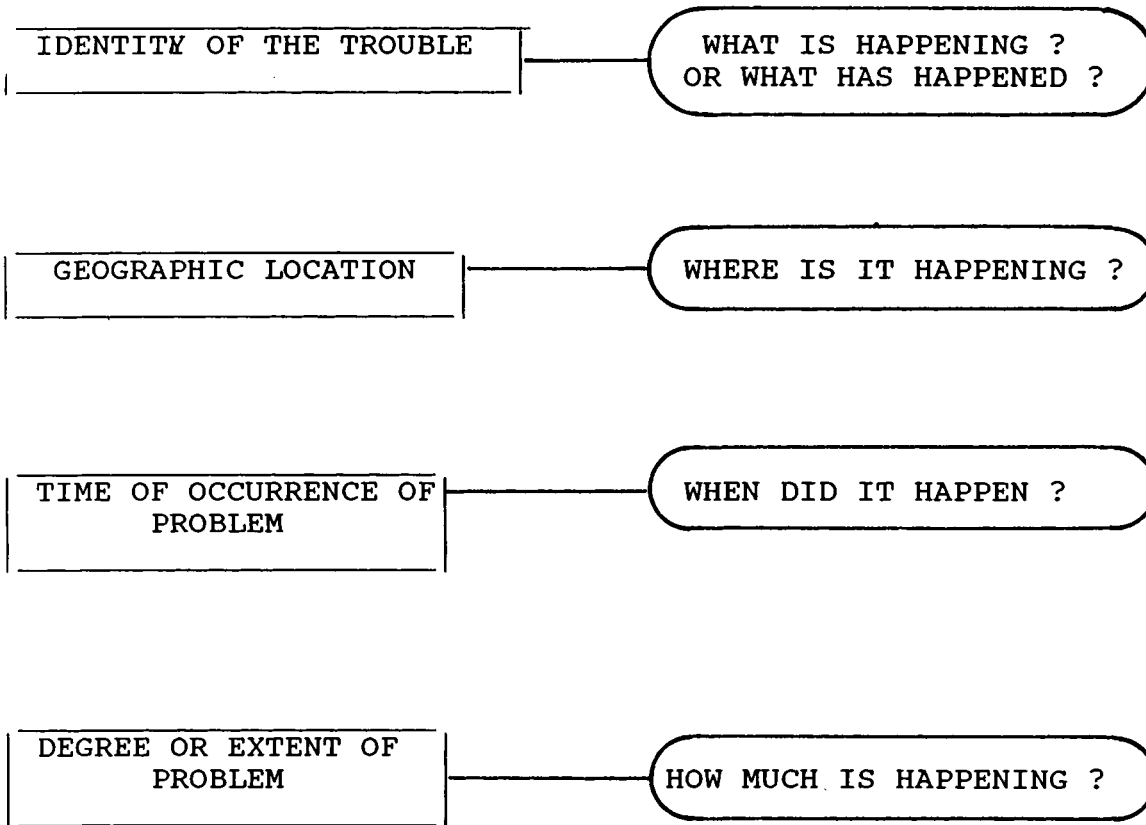 IDENTITY OF THE TROUBLE
WHAT IS HAPPENING ?
OR WHAT HAS HAPPENED ?
GEOGRAPHIC LOCATION
WHERE IS IT HAPPENING ?
TIME OF OCCURRENCE OF
PROBLEM
WHEN DID IT HAPPEN ?
DEGREE OR EXTENT OF
PROBLEM
HOW MUCH IS HAPPENING ?